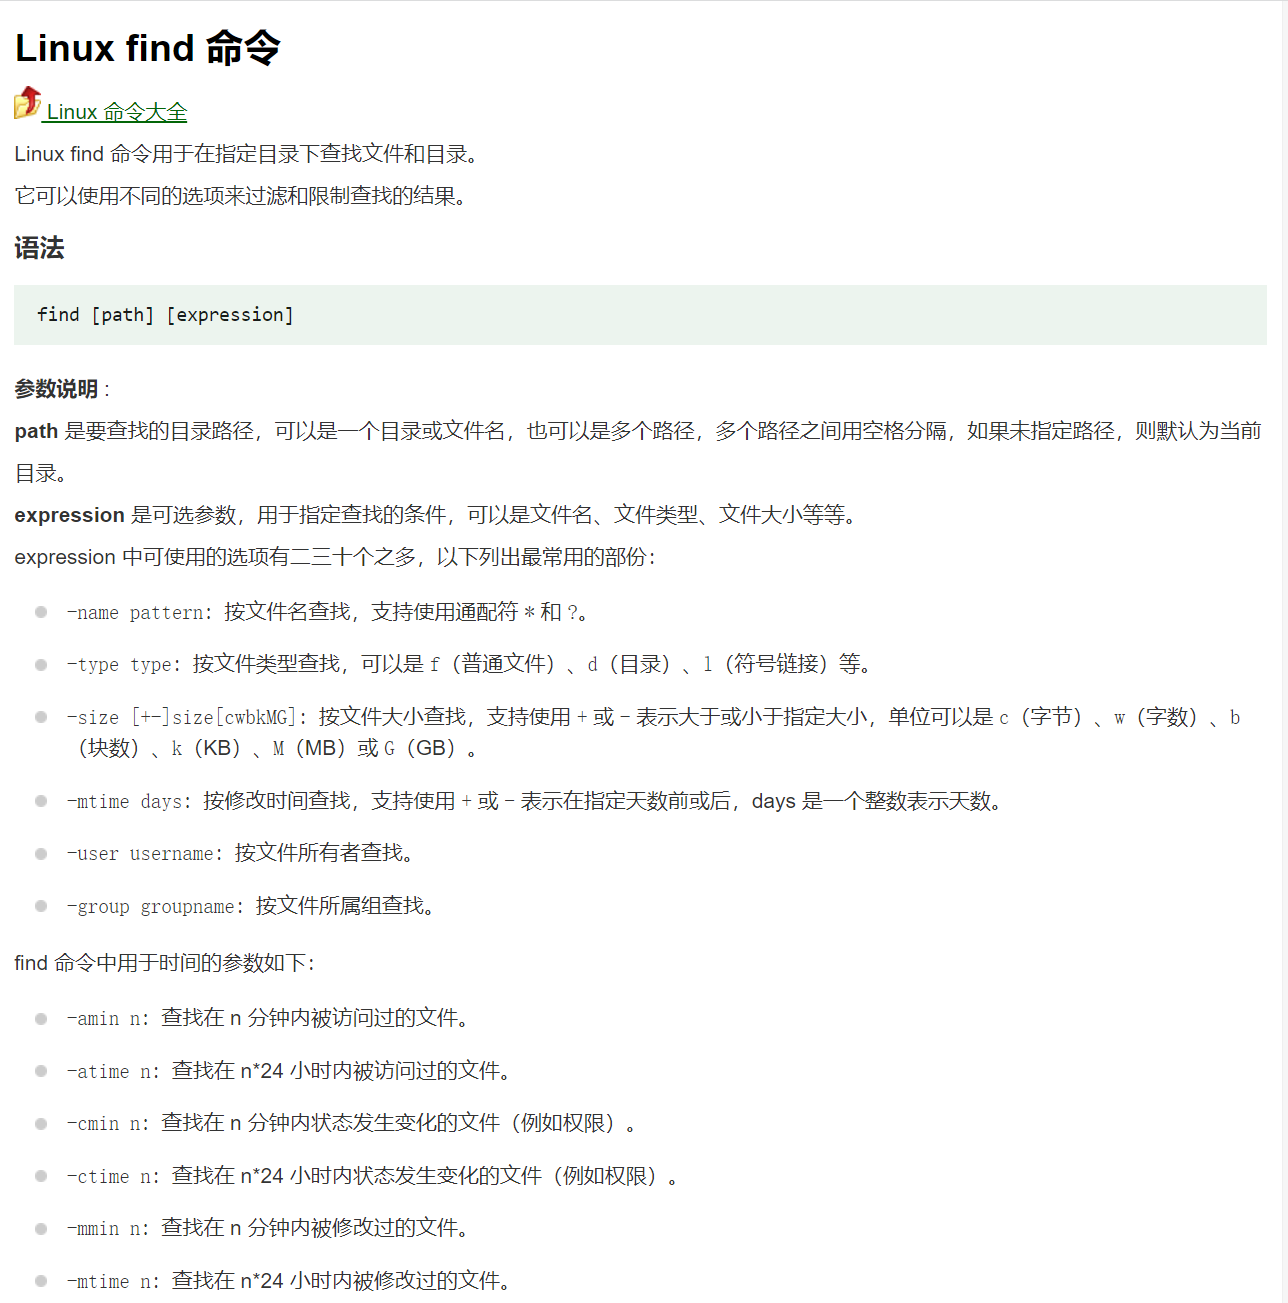 Linux find 命令
Linux 命令大全
Linux find 命令用于在指定目录下查找文件和目录。
它可以使用不同的选项来过滤和限制查找的结果。
语法
find [path] [expression]
参数说明 :
path 是要查找的目录路径，可以是一个目录或文件名，也可以是多个路径，多个路径之间用空格分隔，如果未指定路径，则默认为当前
目录。
expression 是可选参数，用于指定查找的条件，可以是文件名、文件类型、文件大小等等。
expression 中可使用的选项有二三十个之多，以下列出最常用的部份：
-name pattern：按文件名查找，支持使用通配符 * 和 ?。
-type type：按文件类型查找，可以是 f（普通文件）、d（目录）、l（符号链接）等。
-size [+-]size[cwbkMG]：按文件大小查找，支持使用 + 或 - 表示大于或小于指定大小，单位可以是 c（字节）、w（字数）、b
（块数）、k（KB）、M（MB）或 G（GB）。
-mtime days：按修改时间查找，支持使用 + 或 - 表示在指定天数前或后，days 是一个整数表示天数。
-user username：按文件所有者查找。
-group groupname：按文件所属组查找。
find 命令中用于时间的参数如下：
-amin n：查找在 n 分钟内被访问过的文件。
-atime n：查找在 n*24 小时内被访问过的文件。
-cmin n：查找在 n 分钟内状态发生变化的文件（例如权限）。
-ctime n：查找在 n*24 小时内状态发生变化的文件（例如权限）。
-mmin n：查找在 n 分钟内被修改过的文件。
-mtime n：查找在 n*24 小时内被修改过的文件。